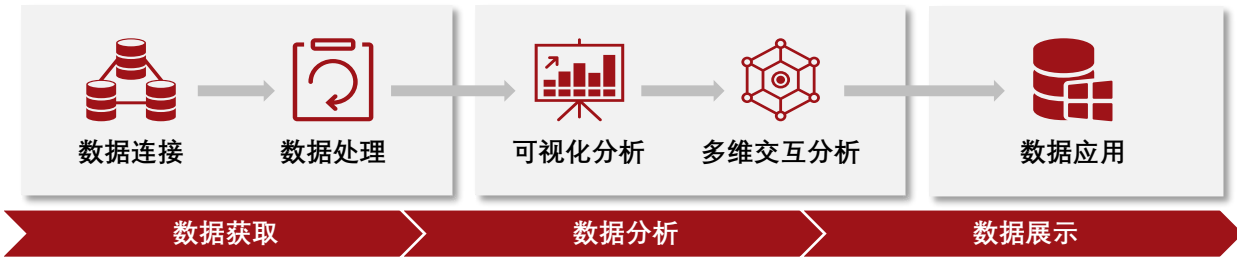 数据连接
数据处理
可视化分析
多维交互分析
数据应用
数据获取
数据分析
数据展示